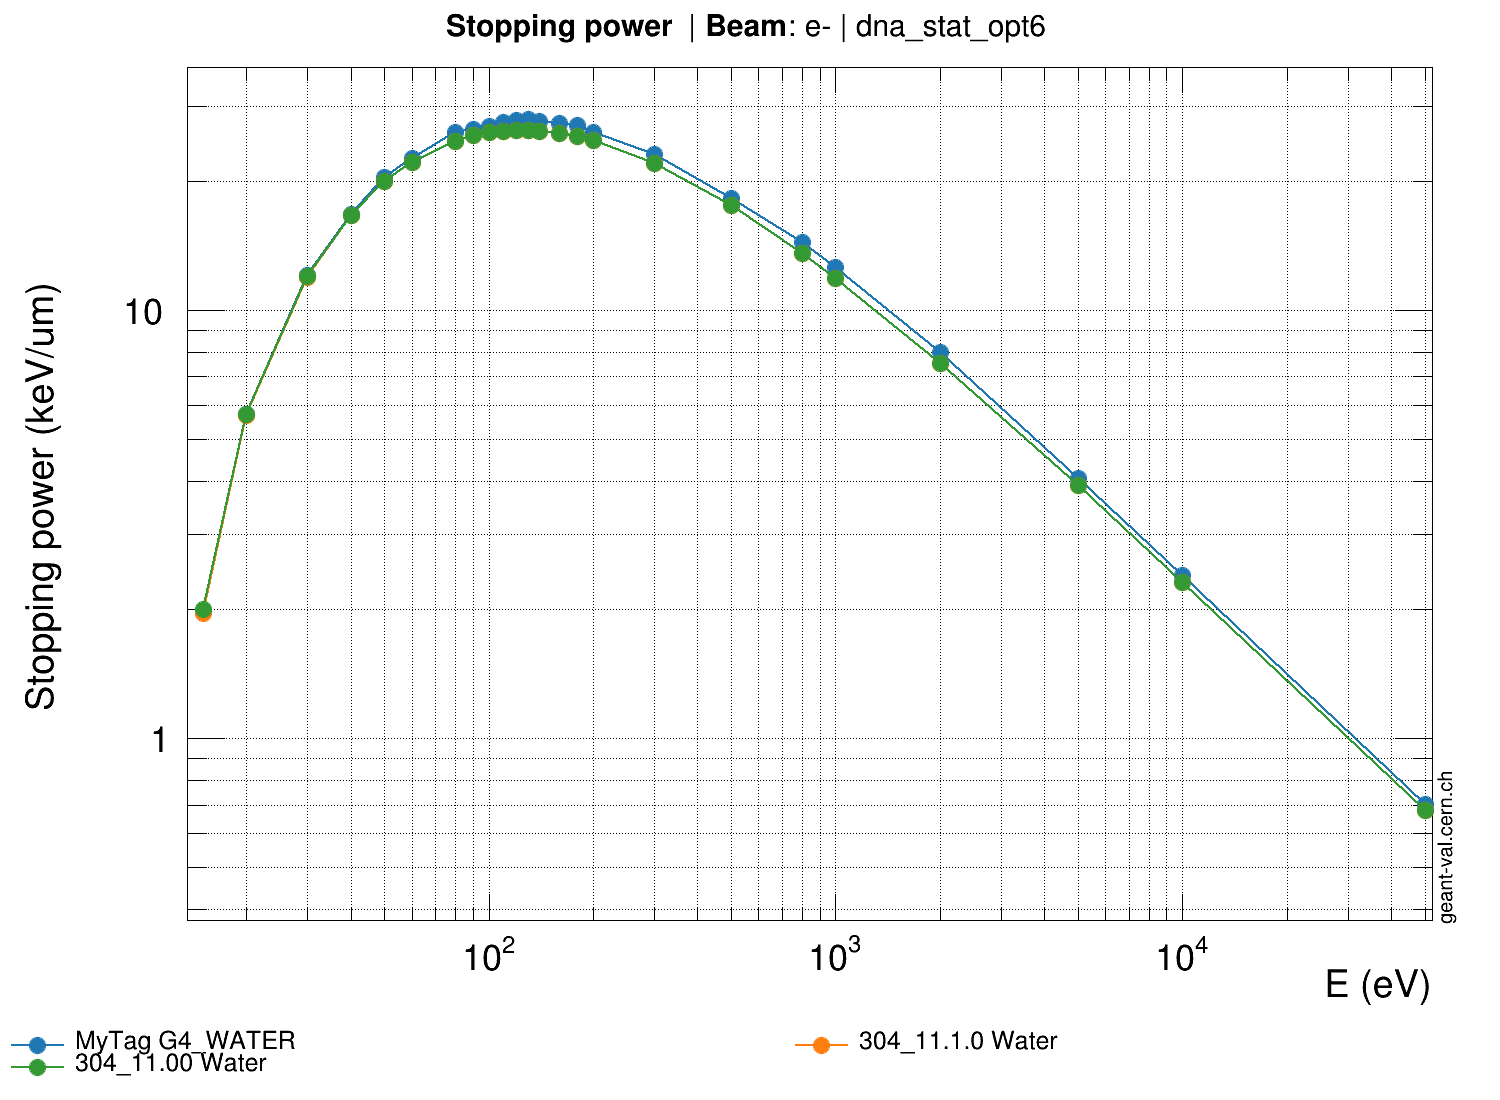 Stopping power | Beam: e- | dna_stat_opt6
Stopping power (keV/um)
10
1
10²
10³
10⁴
E (eV)
geant-val.cern.ch
MyTag G4_WATER
304_11.1.0 Water
304_11.00 Water